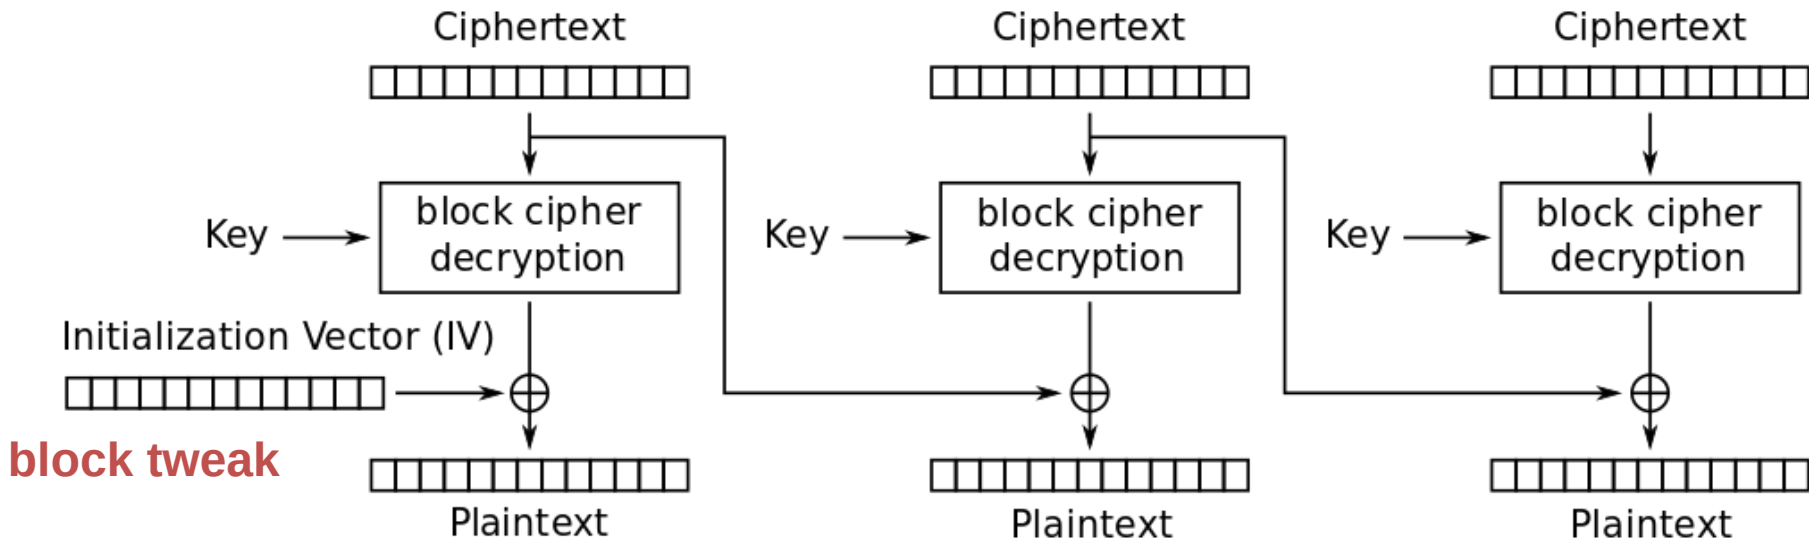 Ciphertext
Ciphertext
Ciphertext
Key
block cipher
decryption
Key
block cipher
decryption
Key
block cipher
decryption
Initialization Vector (IV)
block tweak
Plaintext
Plaintext
Plaintext